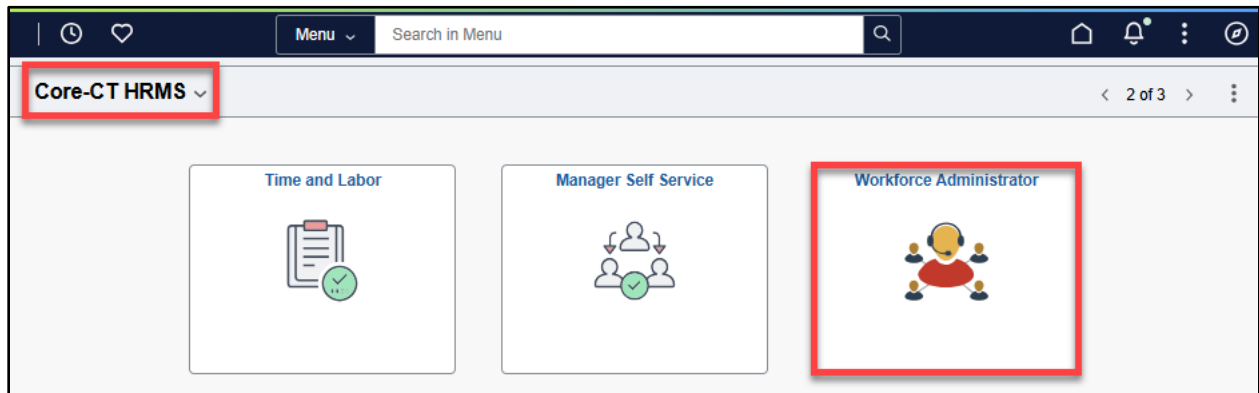 Menu
Search in Menu
Core-CT HRMS
2 of 3
Time and Labor
Manager Self Service
Workforce Administrator